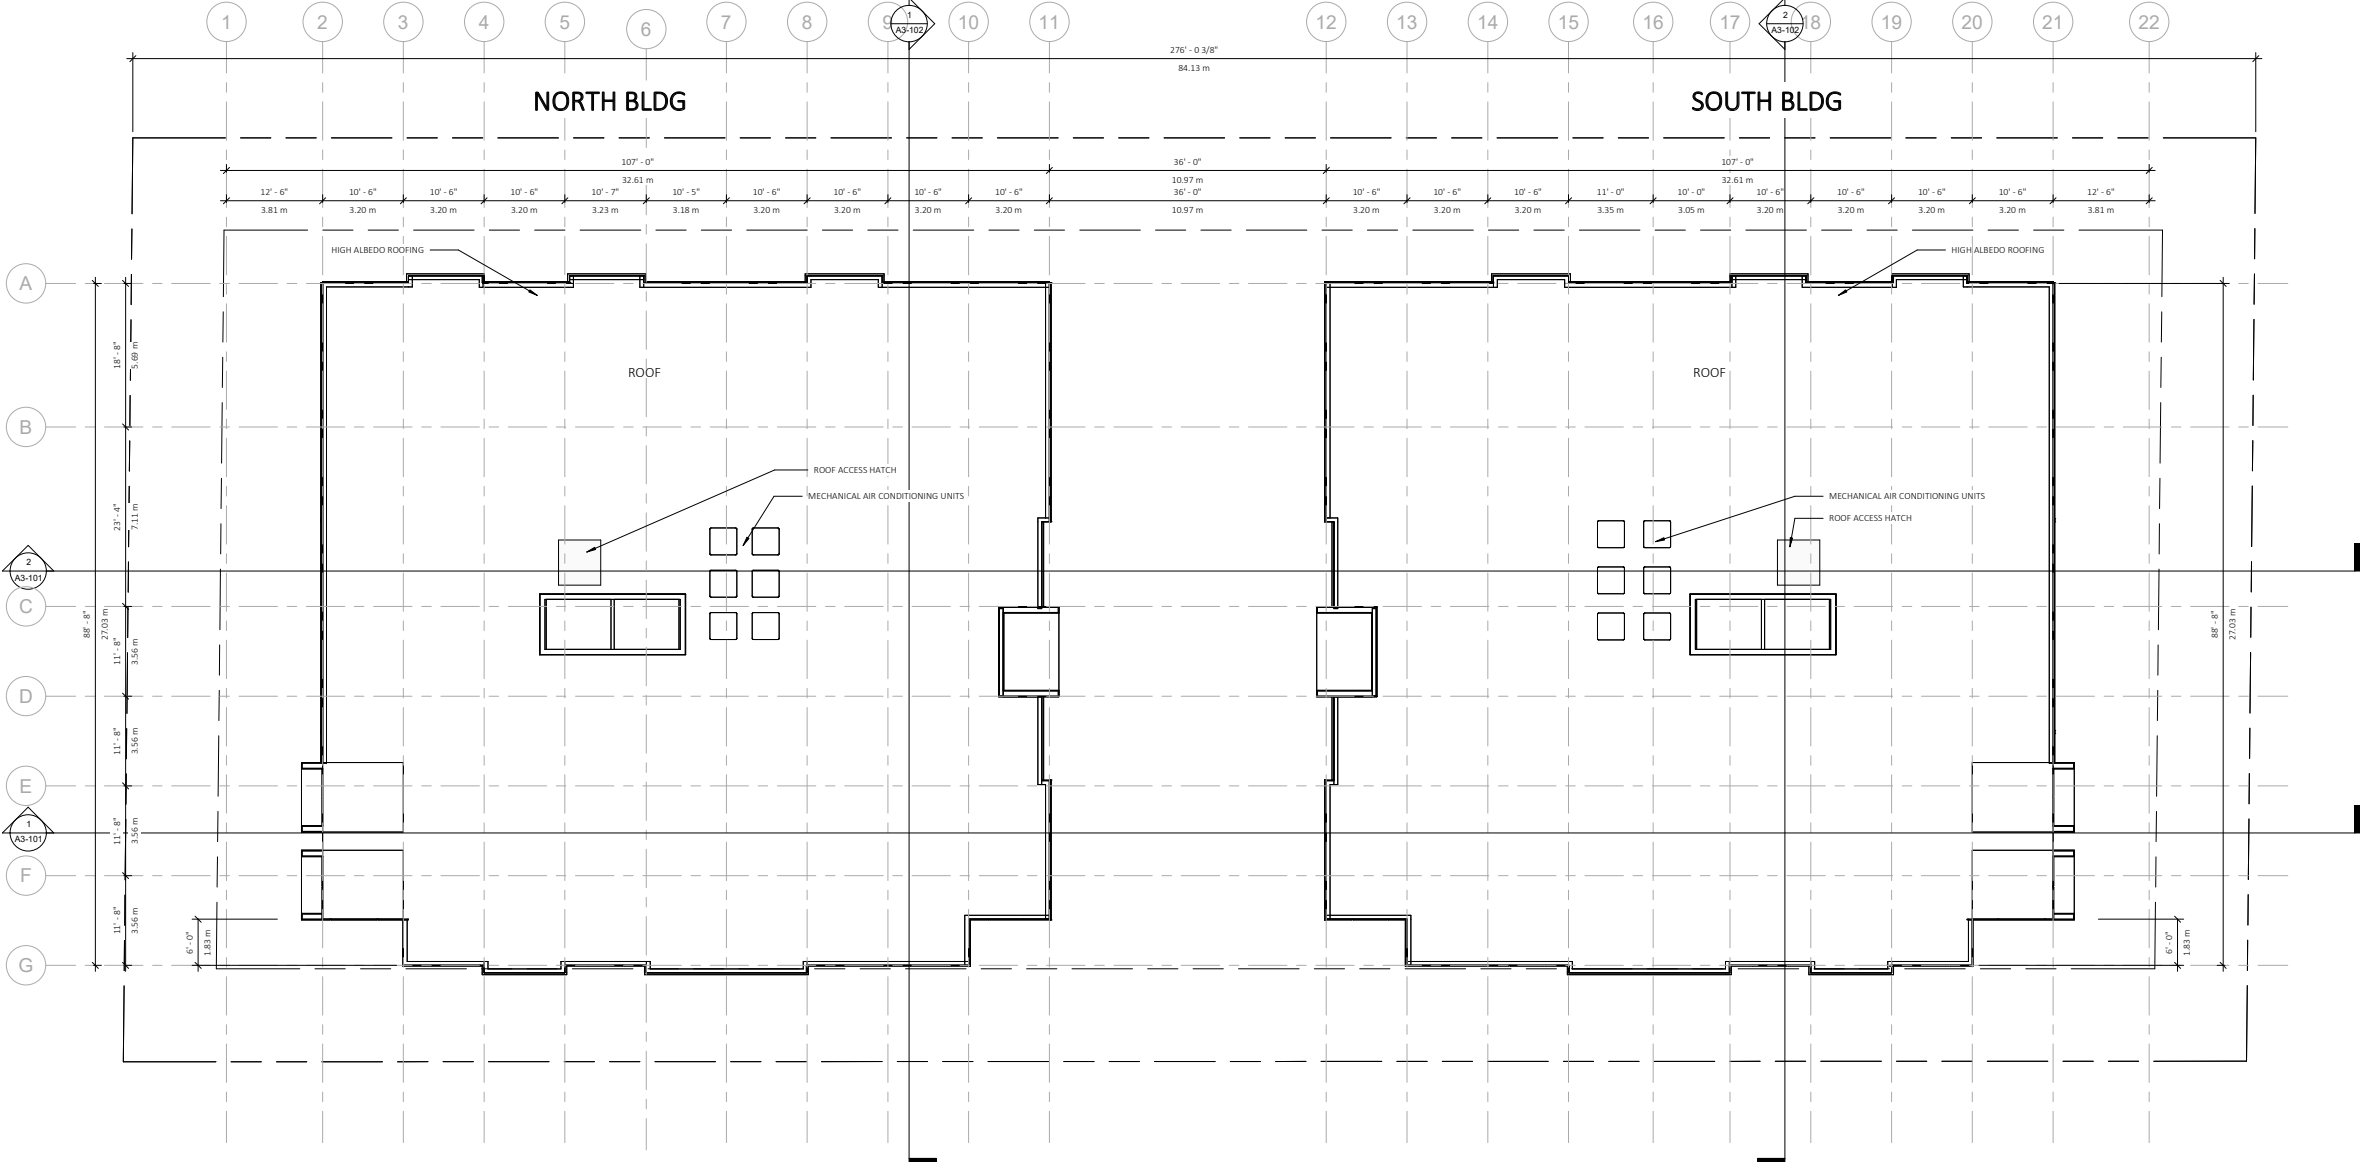 1 2 3 4 5 6 7 8 9 10 11 12 13 14 15 16 17 18 19 20 21 22
1
A3-102
2
A3-102
276' - 0 3/8"
84.13 m
NORTH BLDG
SOUTH BLDG
107' - 0" 36' - 0" 107' - 0"
32.61 m 10.97 m 32.61 m
12' - 6" 10' - 6" 10' - 6" 10' - 6" 10' - 7" 10' - 5" 10' - 6" 10' - 6" 10' - 6" 10' - 6" 36' - 0" 10' - 6" 10' - 6" 10' - 6" 11' - 0" 10' - 0" 10' - 6" 10' - 6" 10' - 6" 10' - 6" 12' - 6"
3.81 m 3.20 m 3.20 m 3.20 m 3.23 m 3.18 m 3.20 m 3.20 m 3.20 m 3.20 m 10.97 m 3.20 m 3.20 m 3.20 m 3.35 m 3.05 m 3.20 m 3.20 m 3.20 m 3.20 m 3.81 m
HIGH ALBEDO ROOFING
HIGH ALBEDO ROOFING
A
18' - 8"
5.69 m
ROOF
ROOF
B
ROOF ACCESS HATCH
MECHANICAL AIR CONDITIONING UNITS
MECHANICAL AIR CONDITIONING UNITS
ROOF ACCESS HATCH
23' - 4"
7.11 m
2
A3-101
C
88' - 8"
27.03 m
88' - 8"
27.03 m
11' - 8"
3.56 m
D
11' - 8"
3.56 m
E
1
A3-101
11' - 8"
3.56 m
F
11' - 8"
3.56 m
6' - 0"
1.83 m
6' - 0"
1.83 m
G